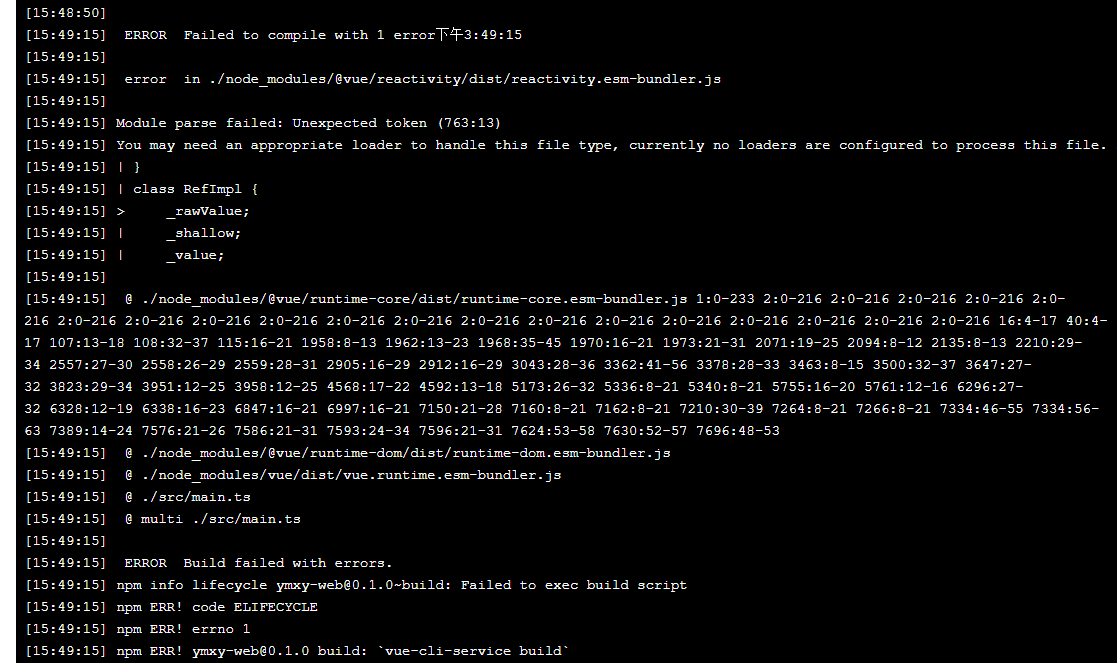 [15:48:50]
[15:49:15]  ERROR  Failed to compile with 1 error下午3:49:15
[15:49:15]
[15:49:15]  error  in ./node_modules/@vue/reactivity/dist/reactivity.esm-bundler.js
[15:49:15]
[15:49:15] Module parse failed: Unexpected token (763:13)
[15:49:15] You may need an appropriate loader to handle this file type, currently no loaders are configured to process this file.
[15:49:15] | }
[15:49:15] | class RefImpl {
[15:49:15] >     _rawValue;
[15:49:15] |     _shallow;
[15:49:15] |     _value;
[15:49:15]
[15:49:15]  @ ./node_modules/@vue/runtime-core/dist/runtime-core.esm-bundler.js 1:0-233 2:0-216 2:0-216 2:0-216 2:0-216 2:0-
216 2:0-216 2:0-216 2:0-216 2:0-216 2:0-216 2:0-216 2:0-216 2:0-216 2:0-216 2:0-216 2:0-216 2:0-216 2:0-216 16:4-17 40:4-
17 107:13-18 108:32-37 115:16-21 1958:8-13 1962:13-23 1968:35-45 1970:16-21 1973:21-31 2071:19-25 2094:8-12 2135:8-13 2210:29-
34 2557:27-30 2558:26-29 2559:28-31 2905:16-29 2912:16-29 3043:28-36 3362:41-56 3378:28-33 3463:8-15 3500:32-37 3647:27-
32 3823:29-34 3951:12-25 3958:12-25 4568:17-22 4592:13-18 5173:26-32 5336:8-21 5340:8-21 5755:16-20 5761:12-16 6296:27-
32 6328:12-19 6338:16-23 6847:16-21 6997:16-21 7150:21-28 7160:8-21 7162:8-21 7210:30-39 7264:8-21 7266:8-21 7334:46-55 7334:56-
63 7389:14-24 7576:21-26 7586:21-31 7593:24-34 7596:21-31 7624:53-58 7630:52-57 7696:48-53
[15:49:15]  @ ./node_modules/@vue/runtime-dom/dist/runtime-dom.esm-bundler.js
[15:49:15]  @ ./node_modules/vue/dist/vue.runtime.esm-bundler.js
[15:49:15]  @ ./src/main.ts
[15:49:15]  @ multi ./src/main.ts
[15:49:15]
[15:49:15]  ERROR  Build failed with errors.
[15:49:15] npm info lifecycle ymxy-web@0.1.0~build: Failed to exec build script
[15:49:15] npm ERR! code ELIFECYCLE
[15:49:15] npm ERR! errno 1
[15:49:15] npm ERR! ymxy-web@0.1.0 build: `vue-cli-service build`